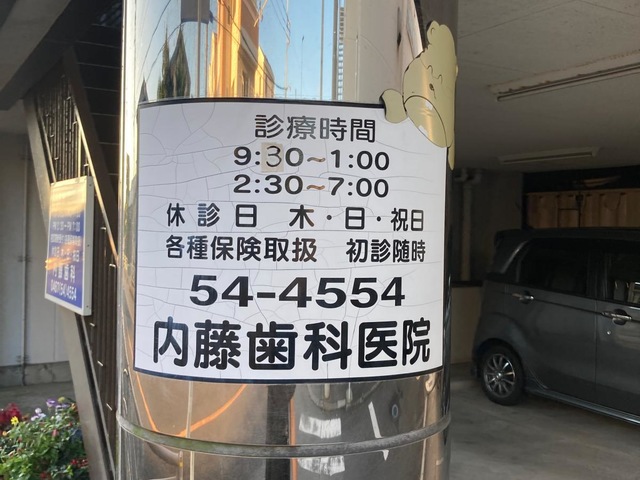 診療時間
9:30～1:00
2:30～7:00
休診日　木・日・祝日
各種保険取扱　初診随時
54-4554
内藤歯科医院